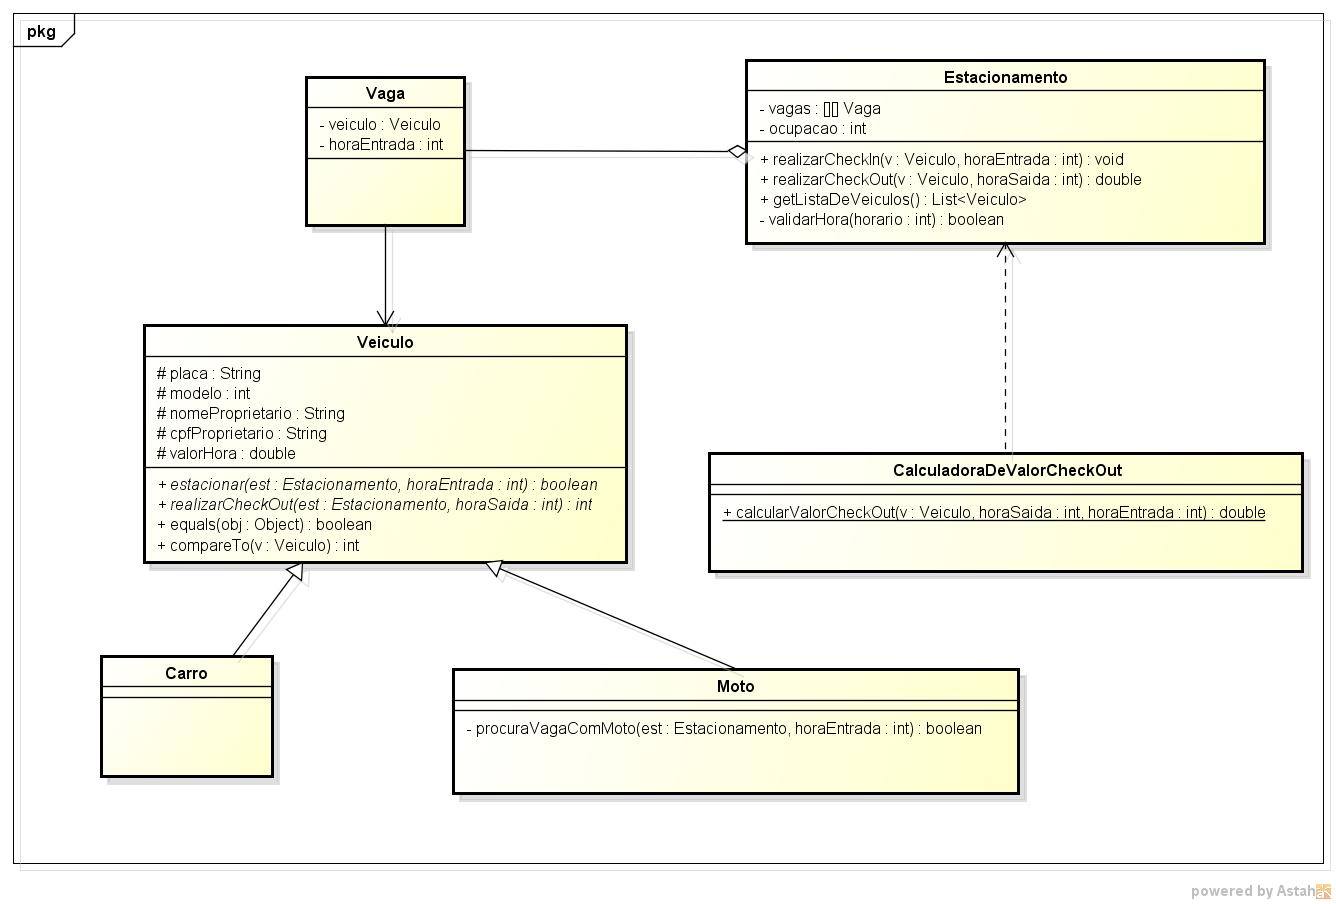 pkg
Vaga
- veiculo : Veiculo
- horaEntrada : int
Estacionamento
- vagas : [][] Vaga
- ocupacao : int
+ realizarCheckIn(v : Veiculo, horaEntrada : int) : void
+ realizarCheckOut(v : Veiculo, horaSaida : int) : double
+ getListaDeVeiculos() : List<Veiculo>
- validarHora(horario : int) : boolean
Veiculo
# placa : String
# modelo : int
# nomeProprietario : String
# cpfProprietario : String
# valorHora : double
+ estacionar(est : Estacionamento, horaEntrada : int) : boolean
+ realizarCheckOut(est : Estacionamento, horaSaida : int) : int
+ equals(obj : Object) : boolean
+ compareTo(v : Veiculo) : int
CalculadoraDeValorCheckOut
+ calcularValorCheckOut(v : Veiculo, horaSaida : int, horaEntrada : int) : double
Carro
Moto
- procuraVagaComMoto(est : Estacionamento, horaEntrada : int) : boolean
powered by Astah